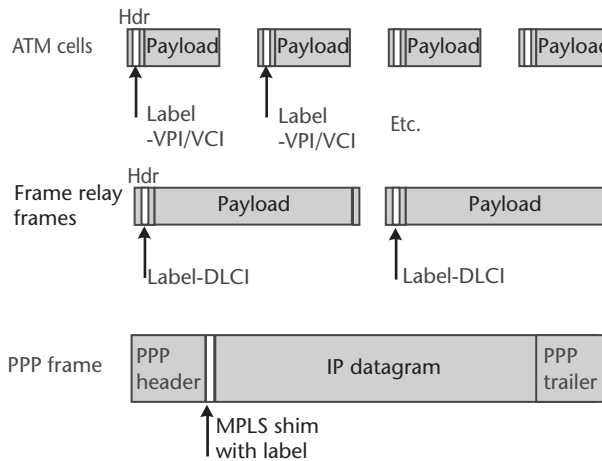 Hdr
ATM cells
Payload
Payload
Payload
Payload
Label
-VPI/VCI
Label
-VPI/VCI
Etc.
Hdr
Frame relay
frames
Payload
Payload
Label-DLCI
Label-DLCI
PPP frame
PPP
header
IP datagram
PPP
trailer
MPLS shim
with label